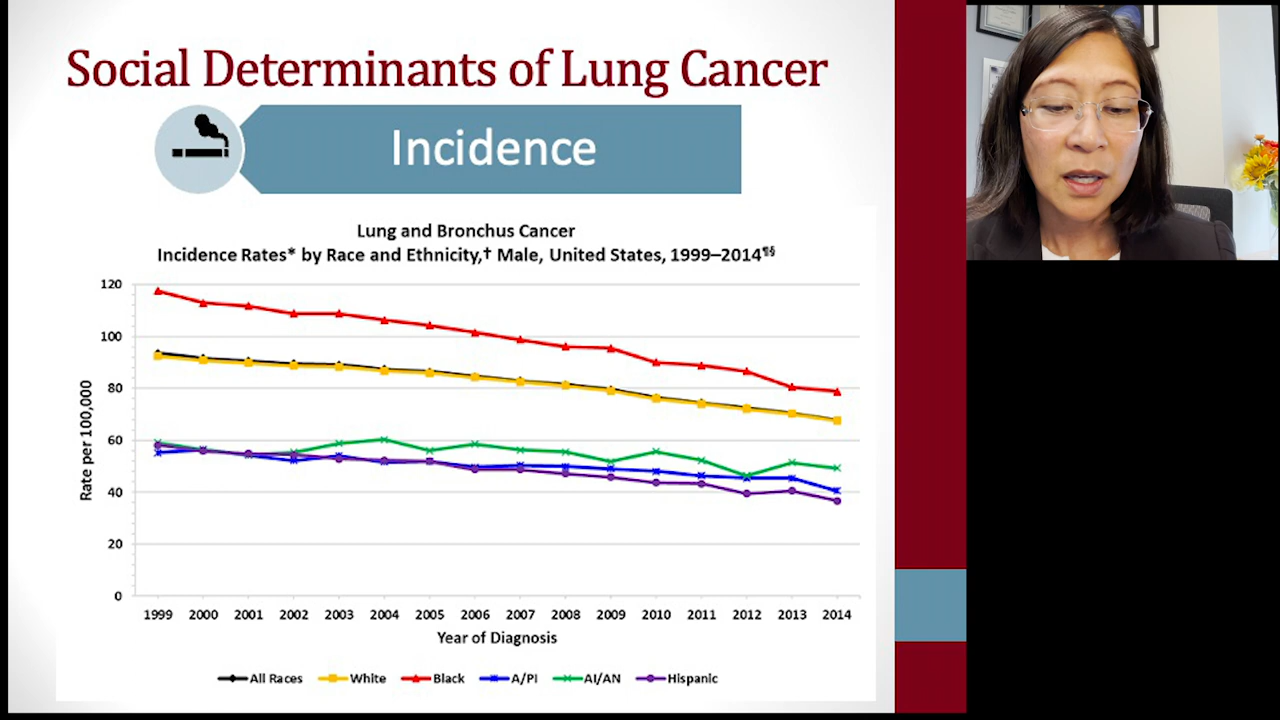 Social Determinants of Lung Cancer
Incidence
Lung and Bronchus Cancer
Incidence Rates* by Race and Ethnicity,† Male, United States, 1999–2014¶§
120
100
80
60
40
20
0
Rate per 100,000
1999 2000 2001 2002 2003 2004 2005 2006 2007 2008 2009 2010 2011 2012 2013 2014
Year of Diagnosis
All Races White Black A/PI AI/AN Hispanic